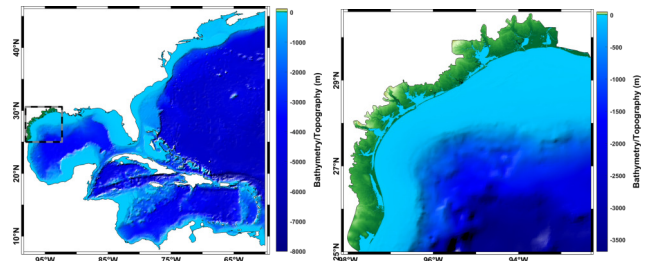 40°N
30°N
20°N
10°N
95°W
85°W
75°W
65°W
0
-1000
-2000
-3000
-4000
-5000
-6000
-7000
-8000
Bathymetry/Topography (m)
29°N
27°N
25°N
98°W
96°W
94°W
0
-500
-1000
-1500
-2000
-2500
-3000
-3500
Bathymetry/Topography (m)